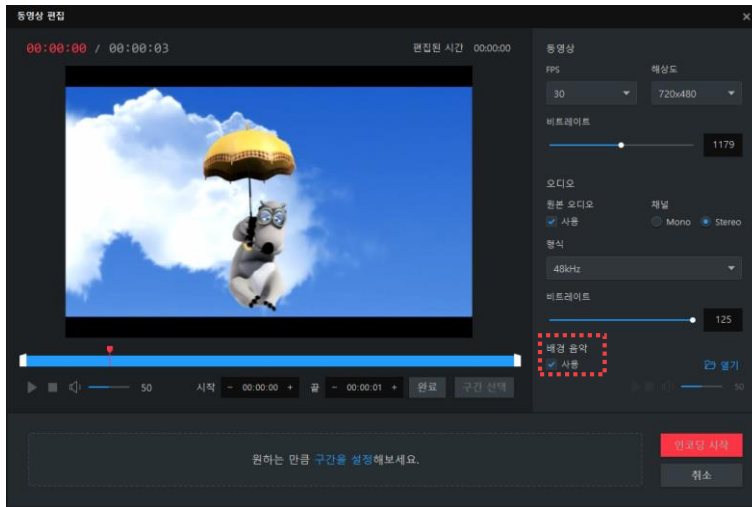 동영상 편집
00:00:00 / 00:00:03
편집된 시간 00:00:00
동영상
FPS 해상도
30 720x480
비트레이트
1179
오디오
원본 오디오 채널
사용 Mono Stereo
형식
48kHz
비트레이트
125
배경 음악
사용 열기
50
50 시작 - 00:00:00 + 끝 - 00:00:01 + 완료 구간 선택
원하는 만큼 구간을 설정해보세요.
인코딩 시작
취소